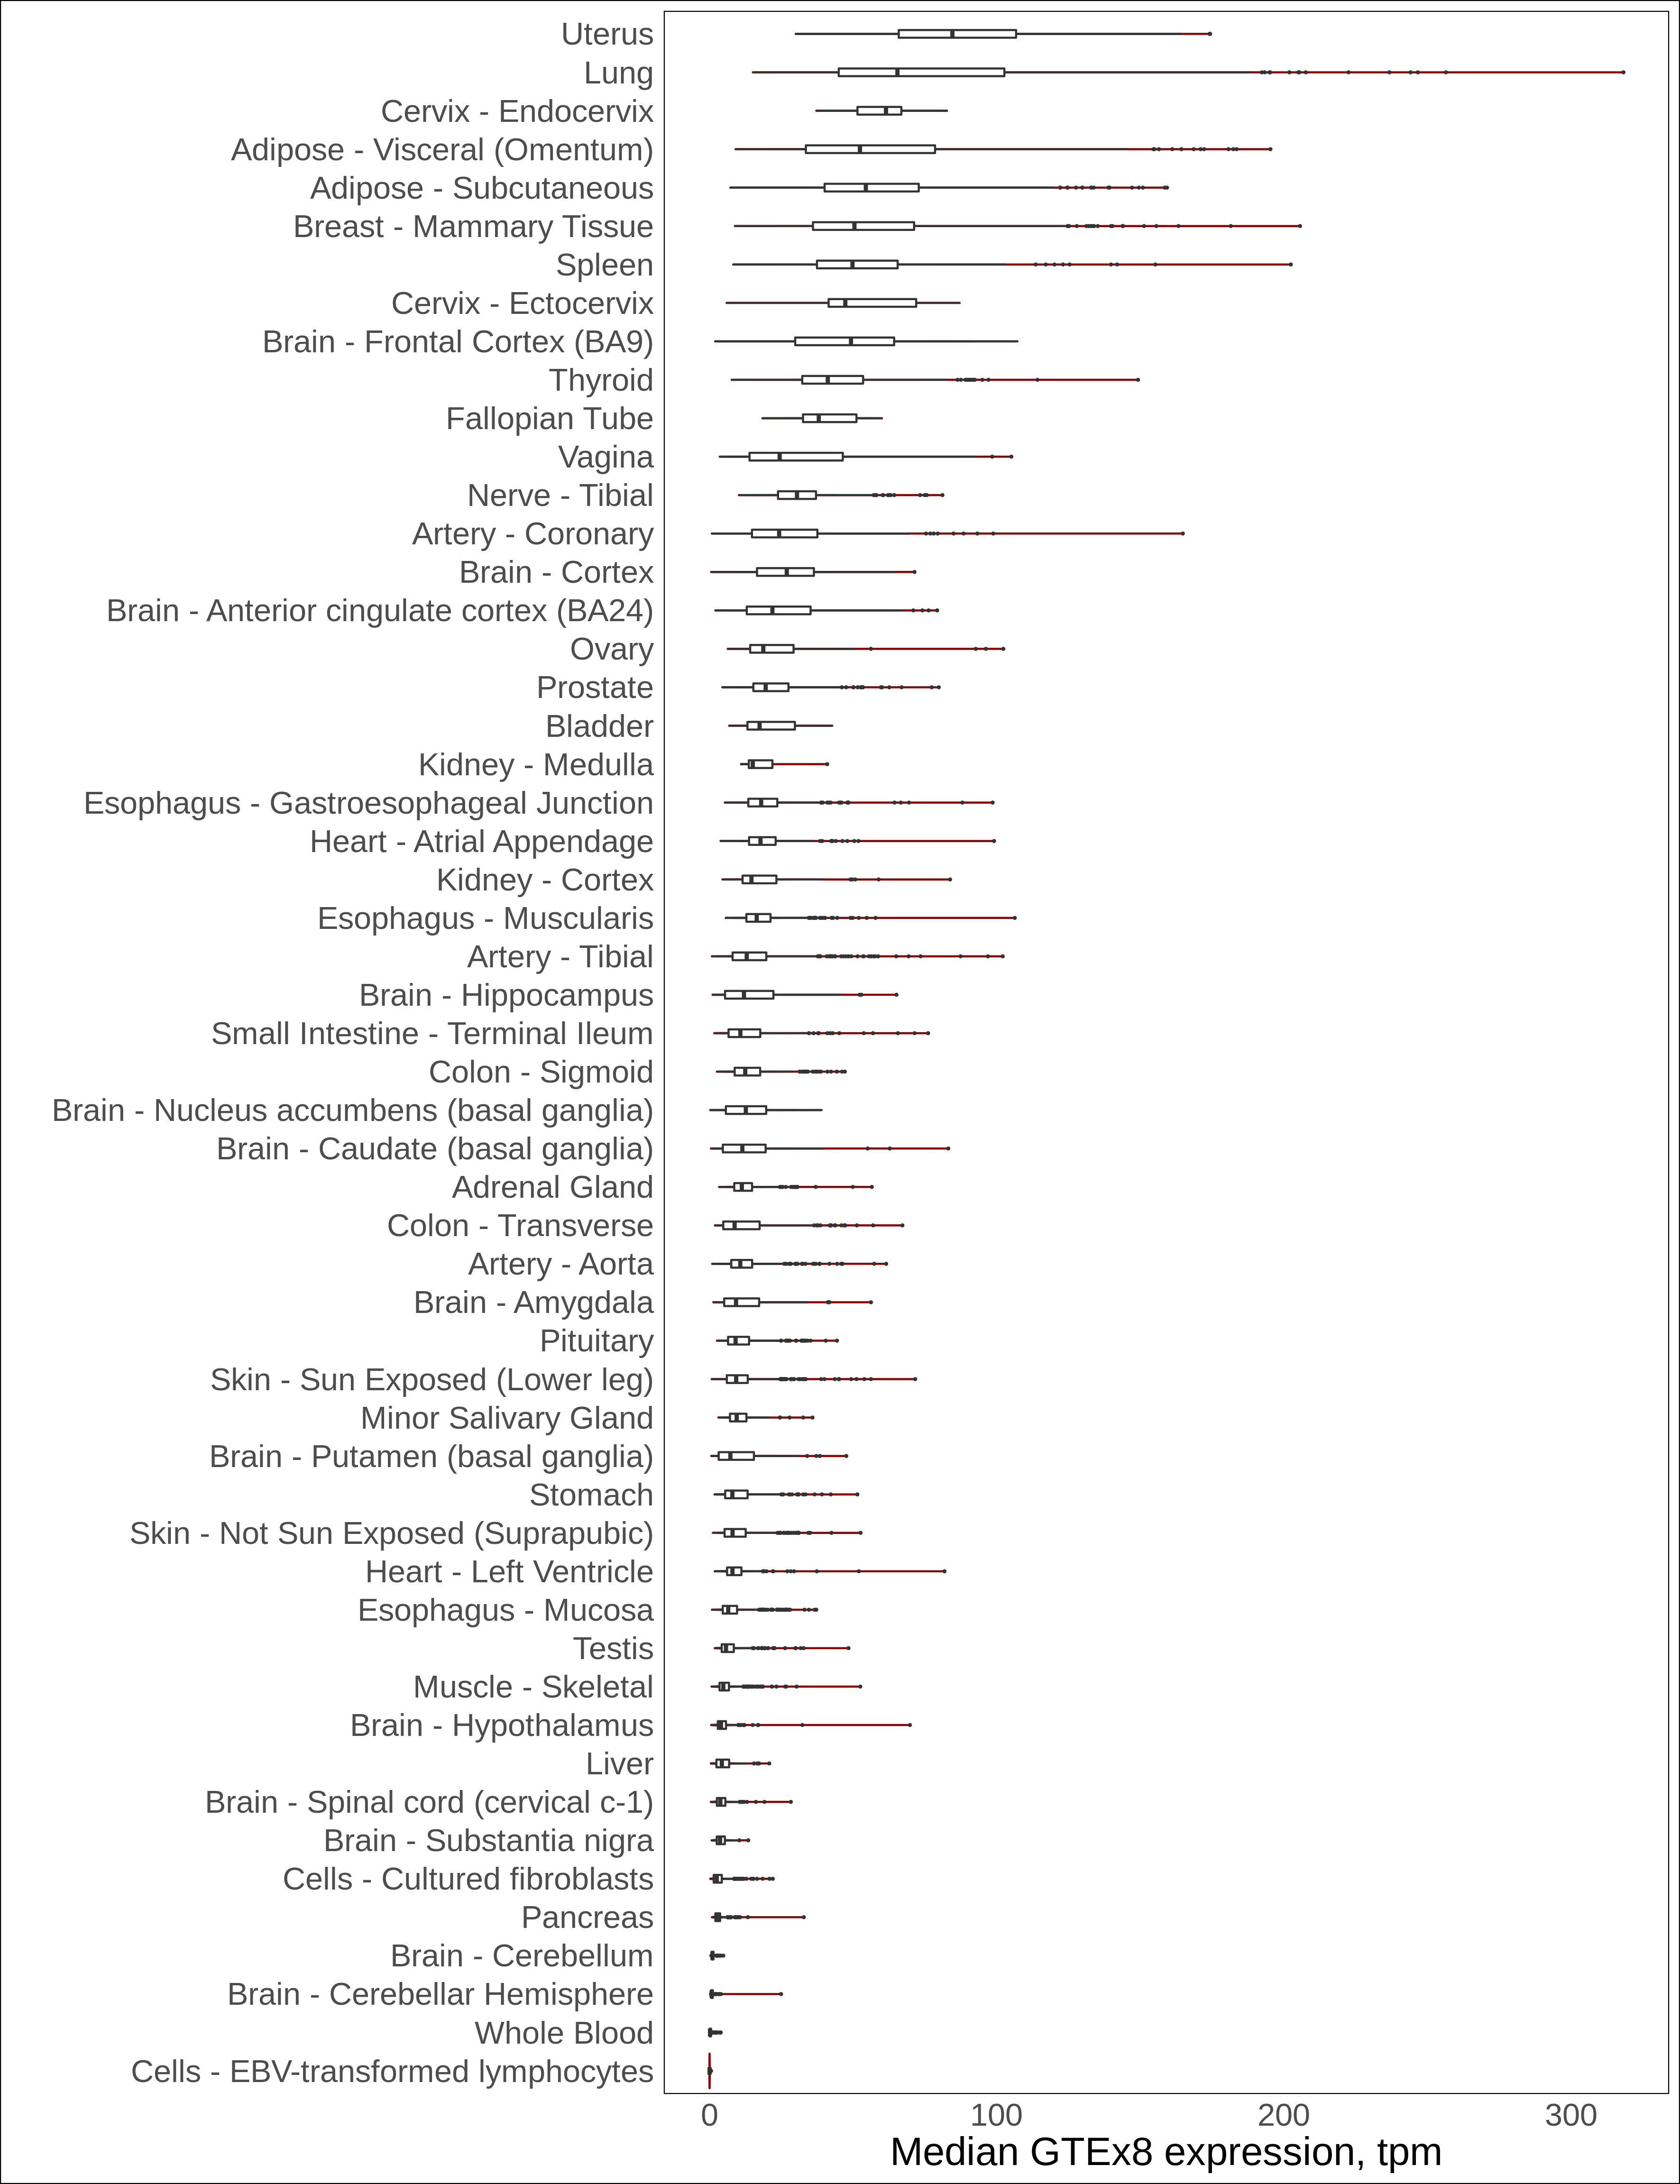 Uterus
Lung
Cervix - Endocervix
Adipose - Visceral (Omentum)
Adipose - Subcutaneous
Breast - Mammary Tissue
Spleen
Cervix - Ectocervix
Brain - Frontal Cortex (BA9)
Thyroid
Fallopian Tube
Vagina
Nerve - Tibial
Artery - Coronary
Brain - Cortex
Brain - Anterior cingulate cortex (BA24)
Ovary
Prostate
Bladder
Kidney - Medulla
Esophagus - Gastroesophageal Junction
Heart - Atrial Appendage
Kidney - Cortex
Esophagus - Muscularis
Artery - Tibial
Brain - Hippocampus
Small Intestine - Terminal Ileum
Colon - Sigmoid
Brain - Nucleus accumbens (basal ganglia)
Brain - Caudate (basal ganglia)
Adrenal Gland
Colon - Transverse
Artery - Aorta
Brain - Amygdala
Pituitary
Skin - Sun Exposed (Lower leg)
Minor Salivary Gland
Brain - Putamen (basal ganglia)
Stomach
Skin - Not Sun Exposed (Suprapubic)
Heart - Left Ventricle
Esophagus - Mucosa
Testis
Muscle - Skeletal
Brain - Hypothalamus
Liver
Brain - Spinal cord (cervical c-1)
Brain - Substantia nigra
Cells - Cultured fibroblasts
Pancreas
Brain - Cerebellum
Brain - Cerebellar Hemisphere
Whole Blood
Cells - EBV-transformed lymphocytes
0 100 200 300
Median GTEx8 expression, tpm